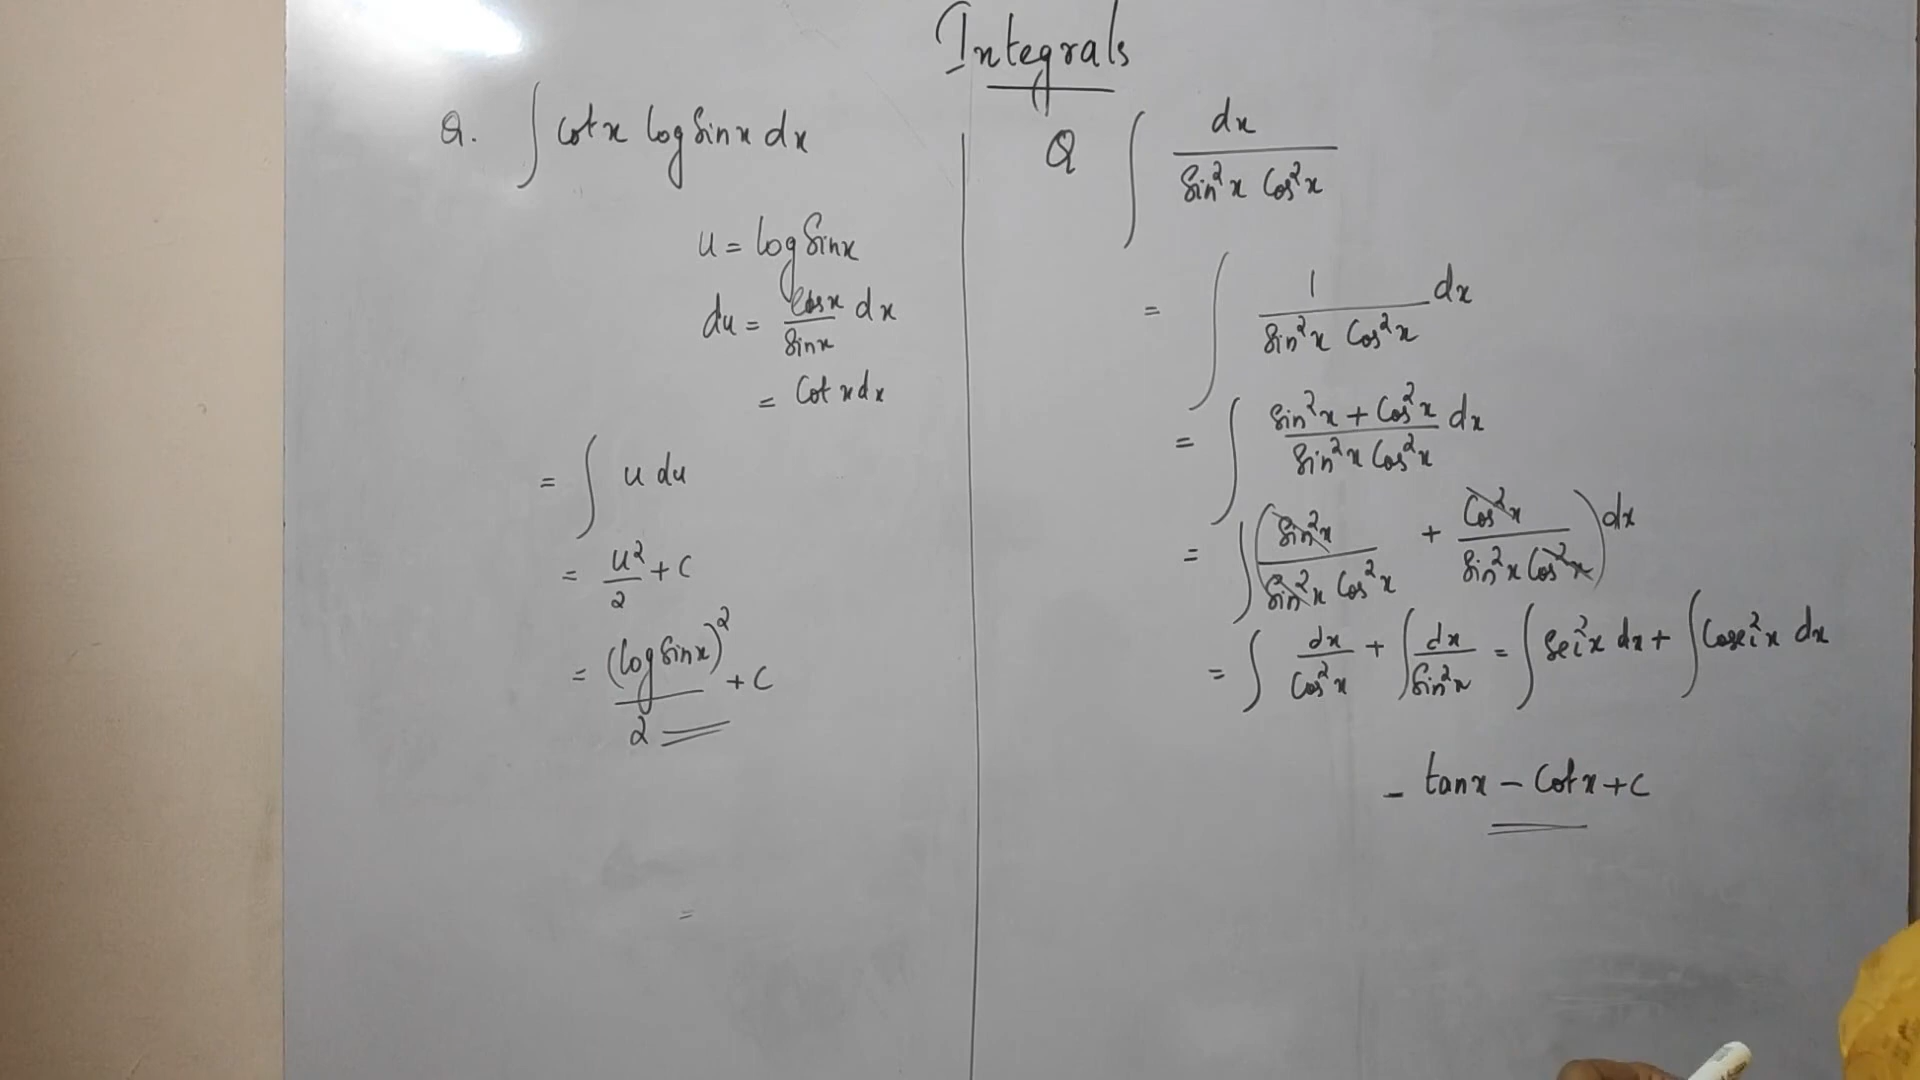 Integrals
Q. ∫ cot x log Sin x dx
u = log Sin x
du = Cos x/Sin x dx
= Cot x dx
= ∫ u du
= u²/2 + C
= (log Sin x)²/2 + C
=
Q ∫ dx/Sin²x Cos²x
= ∫ 1/Sin²x Cos²x dx
= ∫ Sin²x + Cos²x/Sin²x Cos²x dx
= ∫ (Sin²x/Sin²x Cos²x + Cos²x/Sin²x Cos²x) dx
= ∫ dx/Cos²x + ∫ dx/Sin²x = ∫ Sec²x dx + ∫ Cosec²x dx
= tan x – Cot x + C